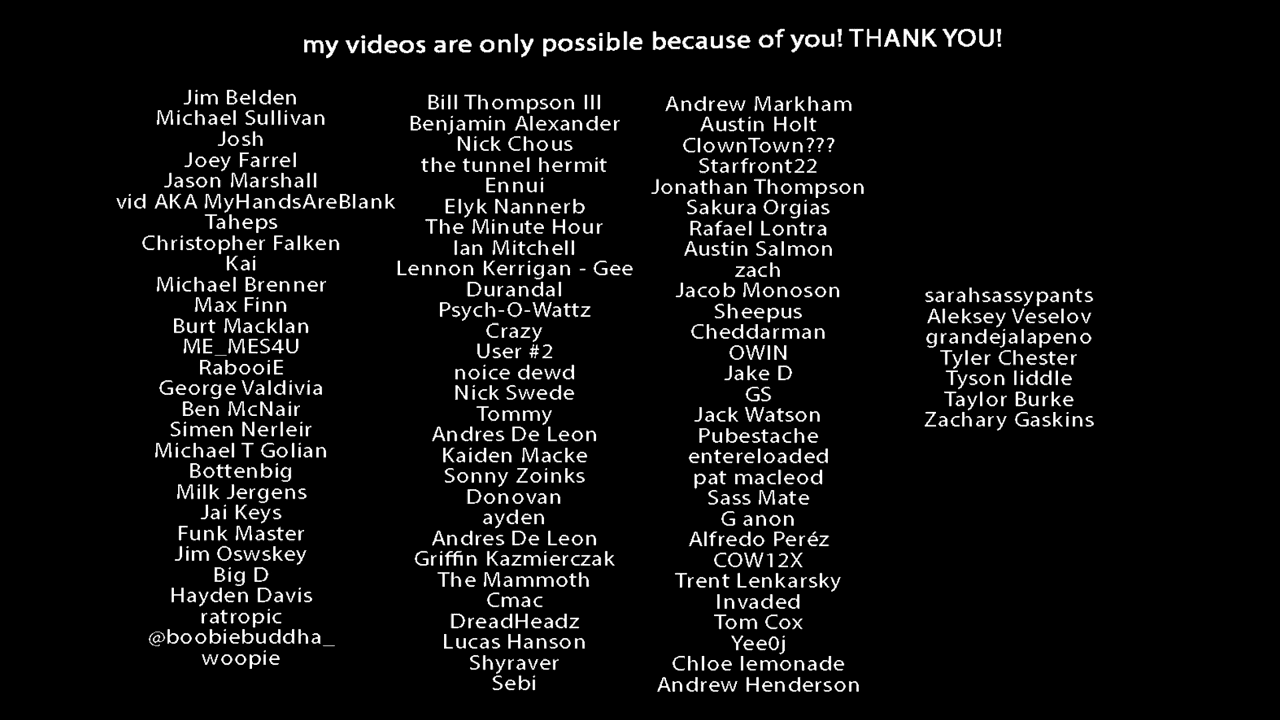 my videos are only possible because of you! THANK YOU!
Jim Belden
Michael Sullivan
Josh
Joey Farrel
Jason Marshall
vid AKA MyHandsAreBlank
Taheps
Christopher Falken
Kai
Michael Brenner
Max Finn
Burt Macklan
ME_MES4U
RabooiE
George Valdivia
Ben McNair
Simen Nerleir
Michael T Golian
Bottenbig
Milk Jergens
Jai Keys
Funk Master
Jim Oswskey
Big D
Hayden Davis
ratropic
@boobiebuddha_
woopie
Bill Thompson III
Benjamin Alexander
Nick Chous
the tunnel hermit
Ennui
Elyk Nannerb
The Minute Hour
Ian Mitchell
Lennon Kerrigan - Gee
Durandal
Psych-O-Wattz
Crazy
User #2
noice dewd
Nick Swede
Tommy
Andres De Leon
Kaiden Macke
Sonny Zoinks
Donovan
ayden
Andres De Leon
Griffin Kazmierczak
The Mammoth
Cmac
DreadHeadz
Lucas Hanson
Shyraver
Sebi
Andrew Markham
Austin Holt
ClownTown???
Starfront22
Jonathan Thompson
Sakura Orgias
Rafael Lontra
Austin Salmon
zach
Jacob Monoson
Sheepus
Cheddarman
OWIN
Jake D
GS
Jack Watson
Pubestache
entereloaded
pat macleod
Sass Mate
G anon
Alfredo Peréz
COW12X
Trent Lenkarsky
Invaded
Tom Cox
Yee0j
Chloe lemonade
Andrew Henderson
sarahsassypants
Aleksey Veselov
grandejalapeno
Tyler Chester
Tyson liddle
Taylor Burke
Zachary Gaskins